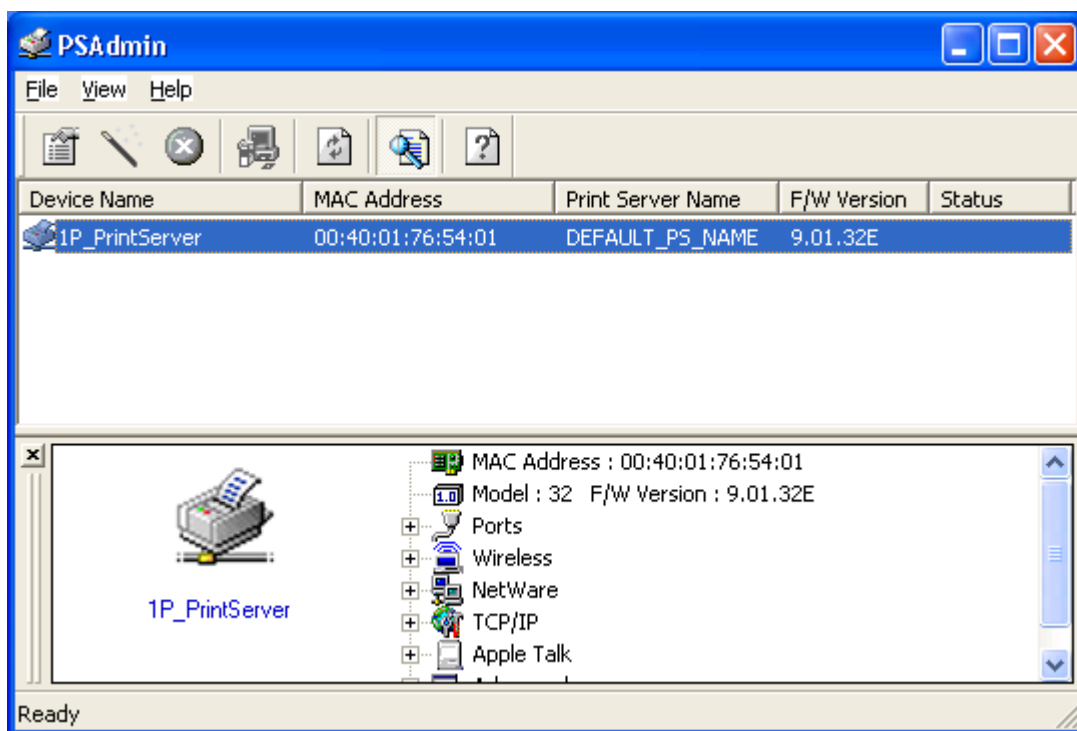 PSAdmin
File View Help
Device Name MAC Address Print Server Name F/W Version Status
1P_PrintServer 00:40:01:76:54:01 DEFAULT_PS_NAME 9.01.32E
MAC Address : 00:40:01:76:54:01
1.0 Model : 32 F/W Version : 9.01.32E
Ports
Wireless
NetWare
1P_PrintServer
TCP/IP
Apple Talk
Ready